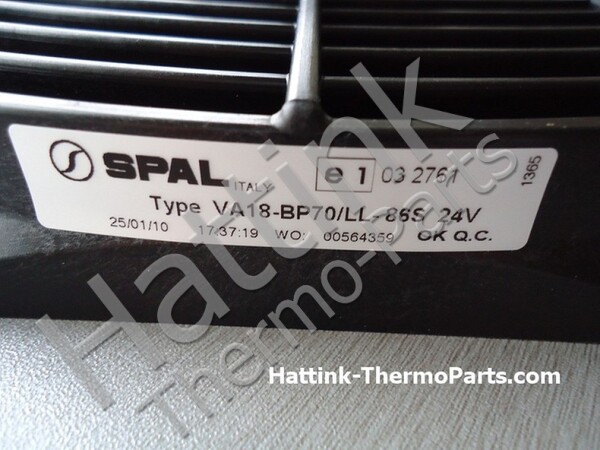 SPAL ITALY e 1 03 2761
1365
Type VA18-BP70/LL-86S/ 24V
25/01/10 17:37:19 WO: 00564359 OK Q.C.
Hattink
Thermo-Parts
Hattink-ThermoParts.com